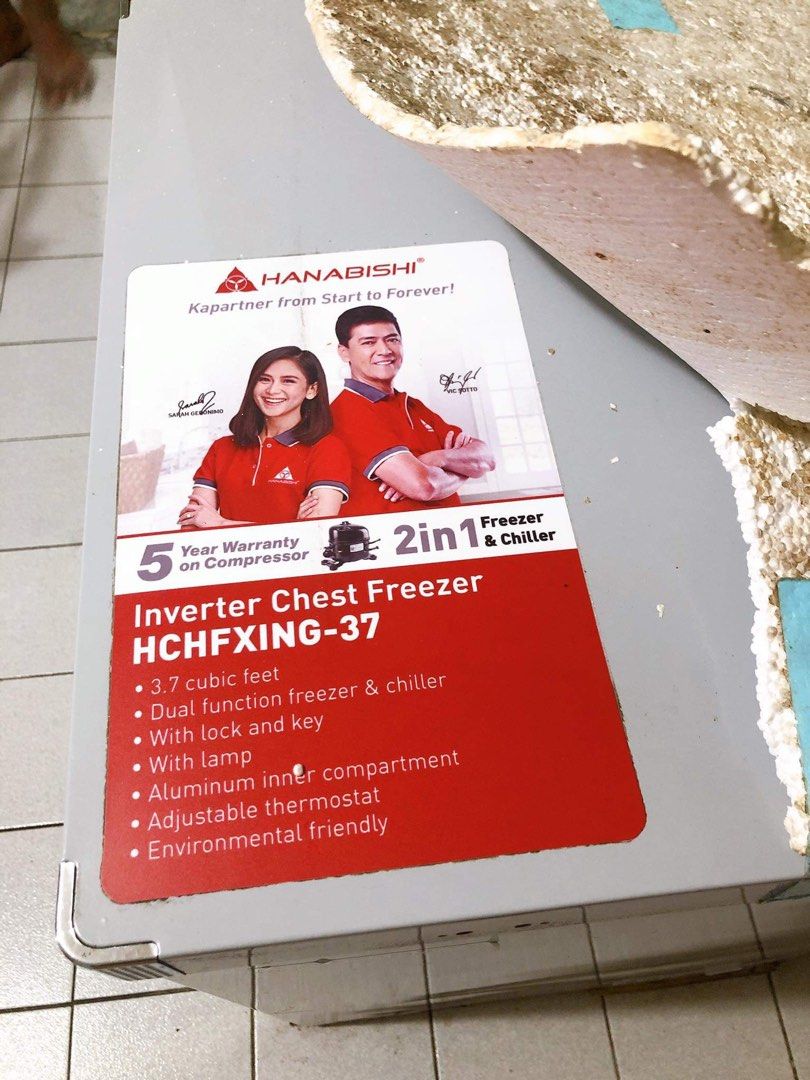 HANABISHI®
Kapartner from Start to Forever!
SARAH GERONIMO
VIC SOTTO
HANABISHI
5 Year Warranty
on Compressor
2in1 Freezer
& Chiller
Inverter Chest Freezer
HCHFXING-37
• 3.7 cubic feet
• Dual function freezer & chiller
• With lock and key
• With lamp
• Aluminum inner compartment
• Adjustable thermostat
• Environmental friendly